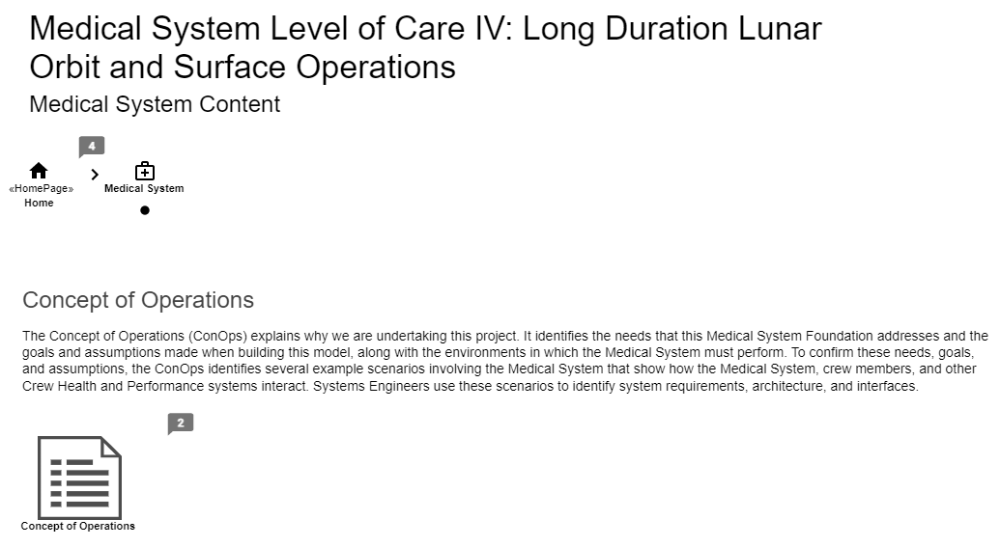 Medical System Level of Care IV: Long Duration Lunar
Orbit and Surface Operations
Medical System Content
4
«HomePage»
Home
Medical System
Concept of Operations
The Concept of Operations (ConOps) explains why we are undertaking this project. It identifies the needs that this Medical System Foundation addresses and the
goals and assumptions made when building this model, along with the environments in which the Medical System must perform. To confirm these needs, goals,
and assumptions, the ConOps identifies several example scenarios involving the Medical System that show how the Medical System, crew members, and other
Crew Health and Performance systems interact. Systems Engineers use these scenarios to identify system requirements, architecture, and interfaces.
2
Concept of Operations